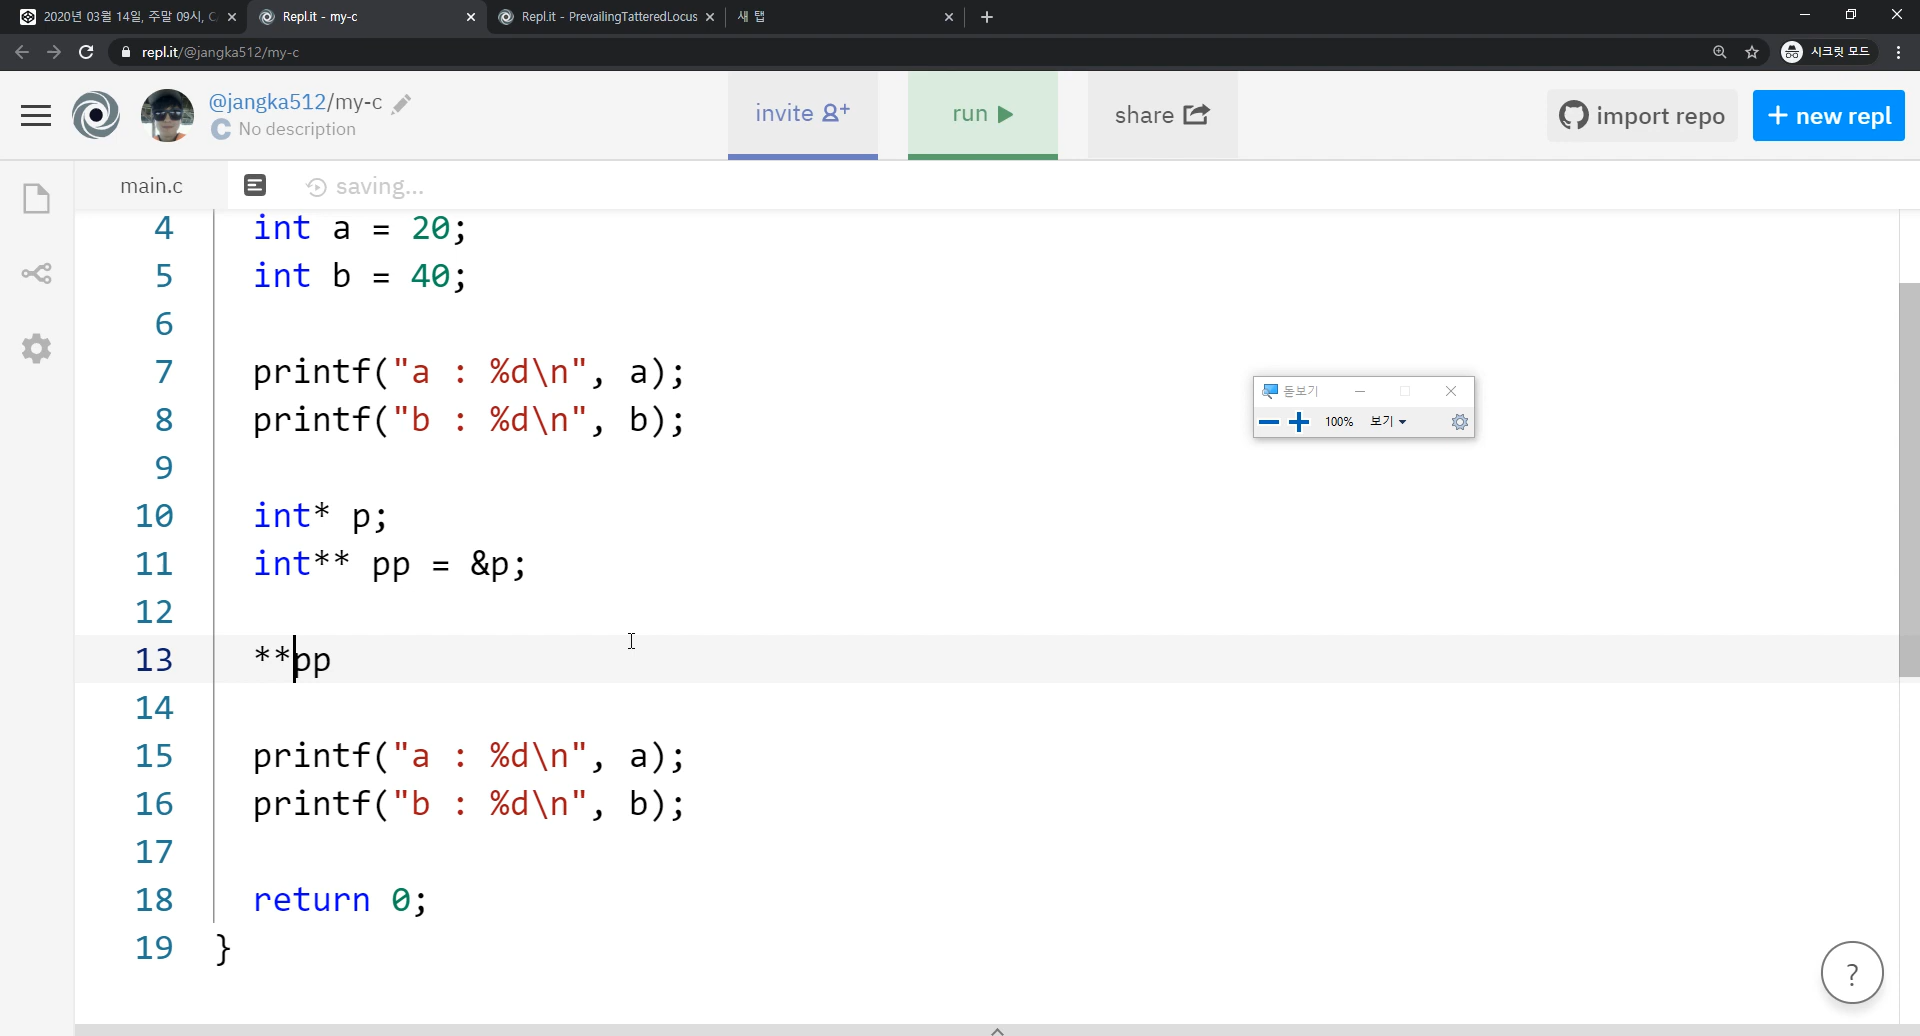 2020년 03월 14일, 주말 09시, C/
Repl.it - my-c
Repl.it - PrevailingTatteredLocus
새 탭
repl.it/@jangka512/my-c
시크릿 모드
@jangka512/my-c
No description
invite
run
share
import repo
+ new repl
main.c
saving...
4 int a = 20;
5 int b = 40;
6
7 printf("a : %d\n", a);
8 printf("b : %d\n", b);
9
10 int* p;
11 int** pp = &p;
12
13 **pp
14
15 printf("a : %d\n", a);
16 printf("b : %d\n", b);
17
18 return 0;
19 }
돋보기
100% 보기
?